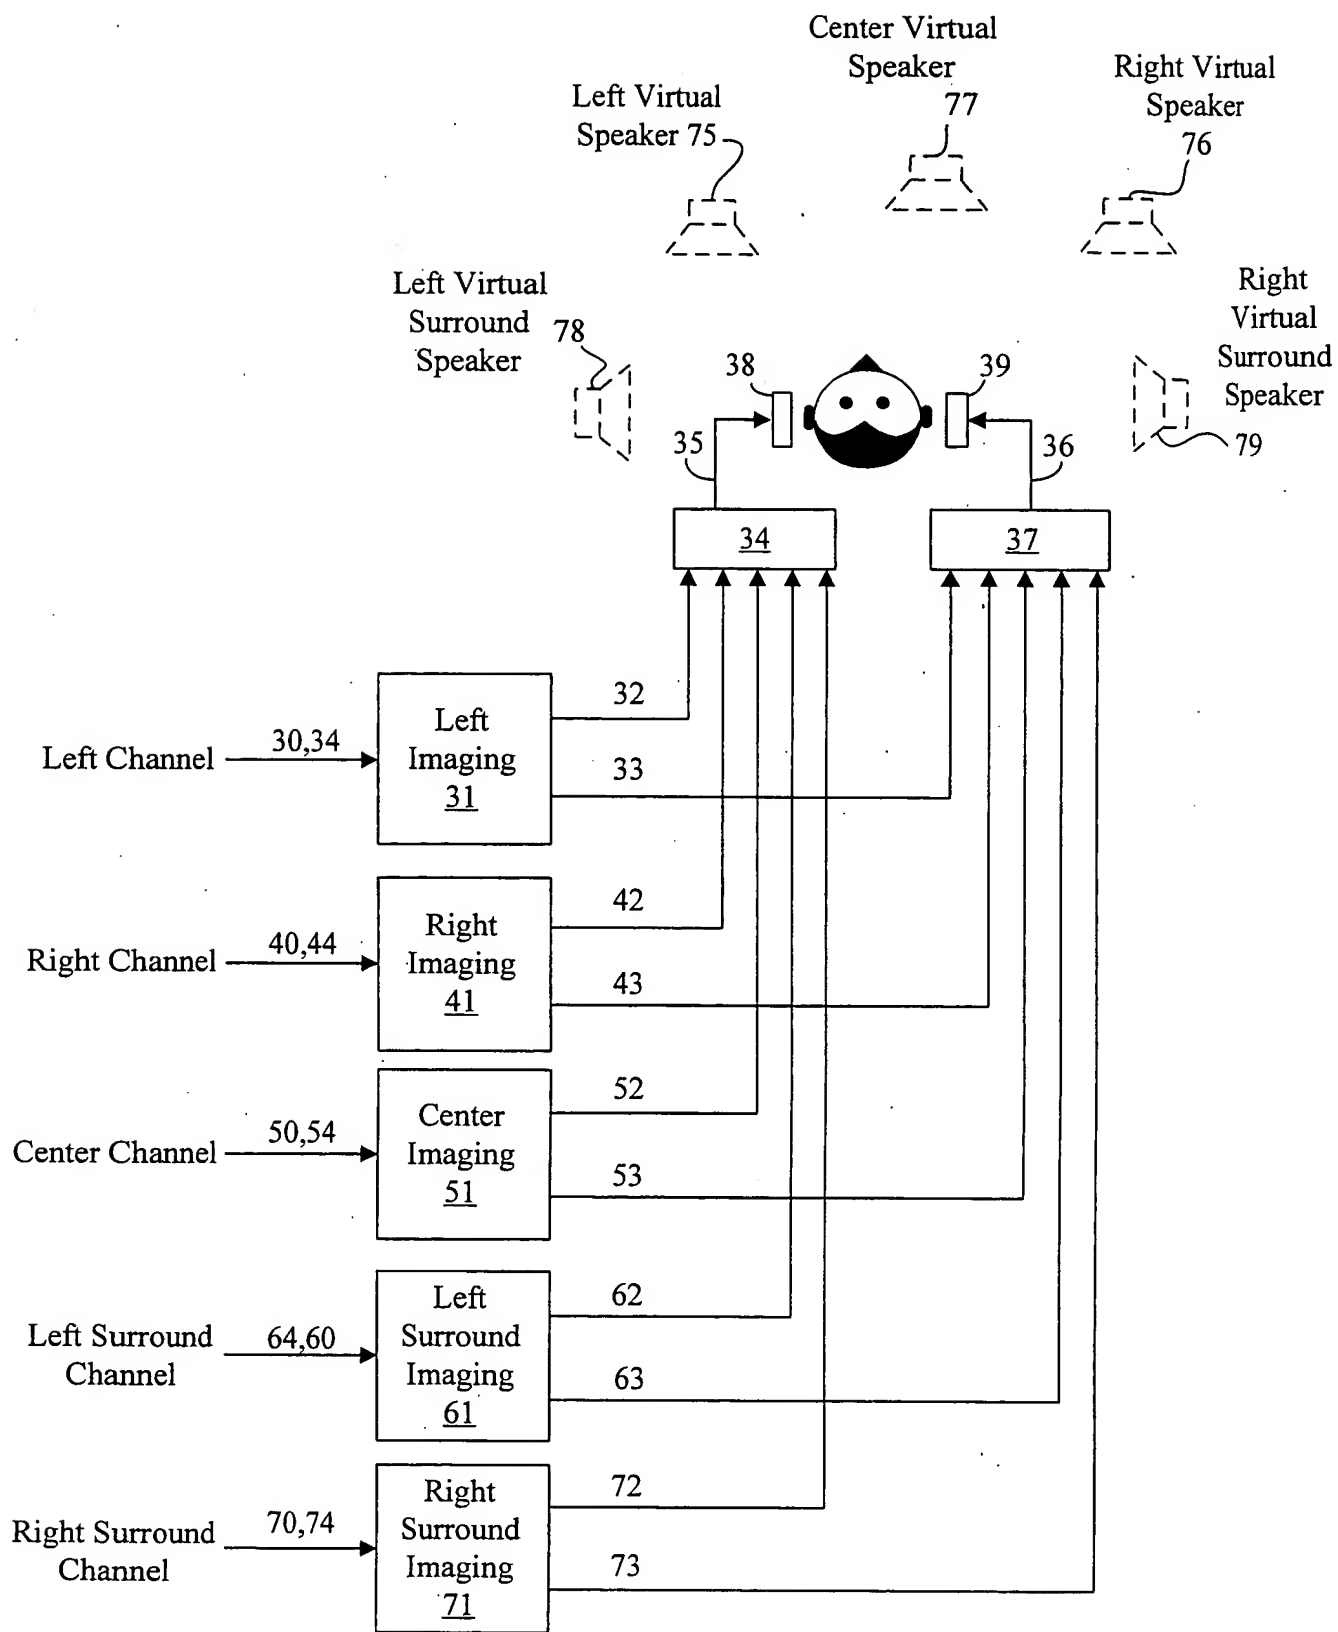 Center Virtual
Speaker
77
Right Virtual
Speaker
76
Left Virtual
Speaker 75
Left Virtual
Surround
Speaker
78
Right
Virtual
Surround
Speaker
79
38
39
35
36
34
37
Left Channel
30,34
Left
Imaging
31
32
33
Right Channel
40,44
Right
Imaging
41
42
43
Center Channel
50,54
Center
Imaging
51
52
53
Left Surround
Channel
64,60
Left
Surround
Imaging
61
62
63
Right Surround
Channel
70,74
Right
Surround
Imaging
71
72
73